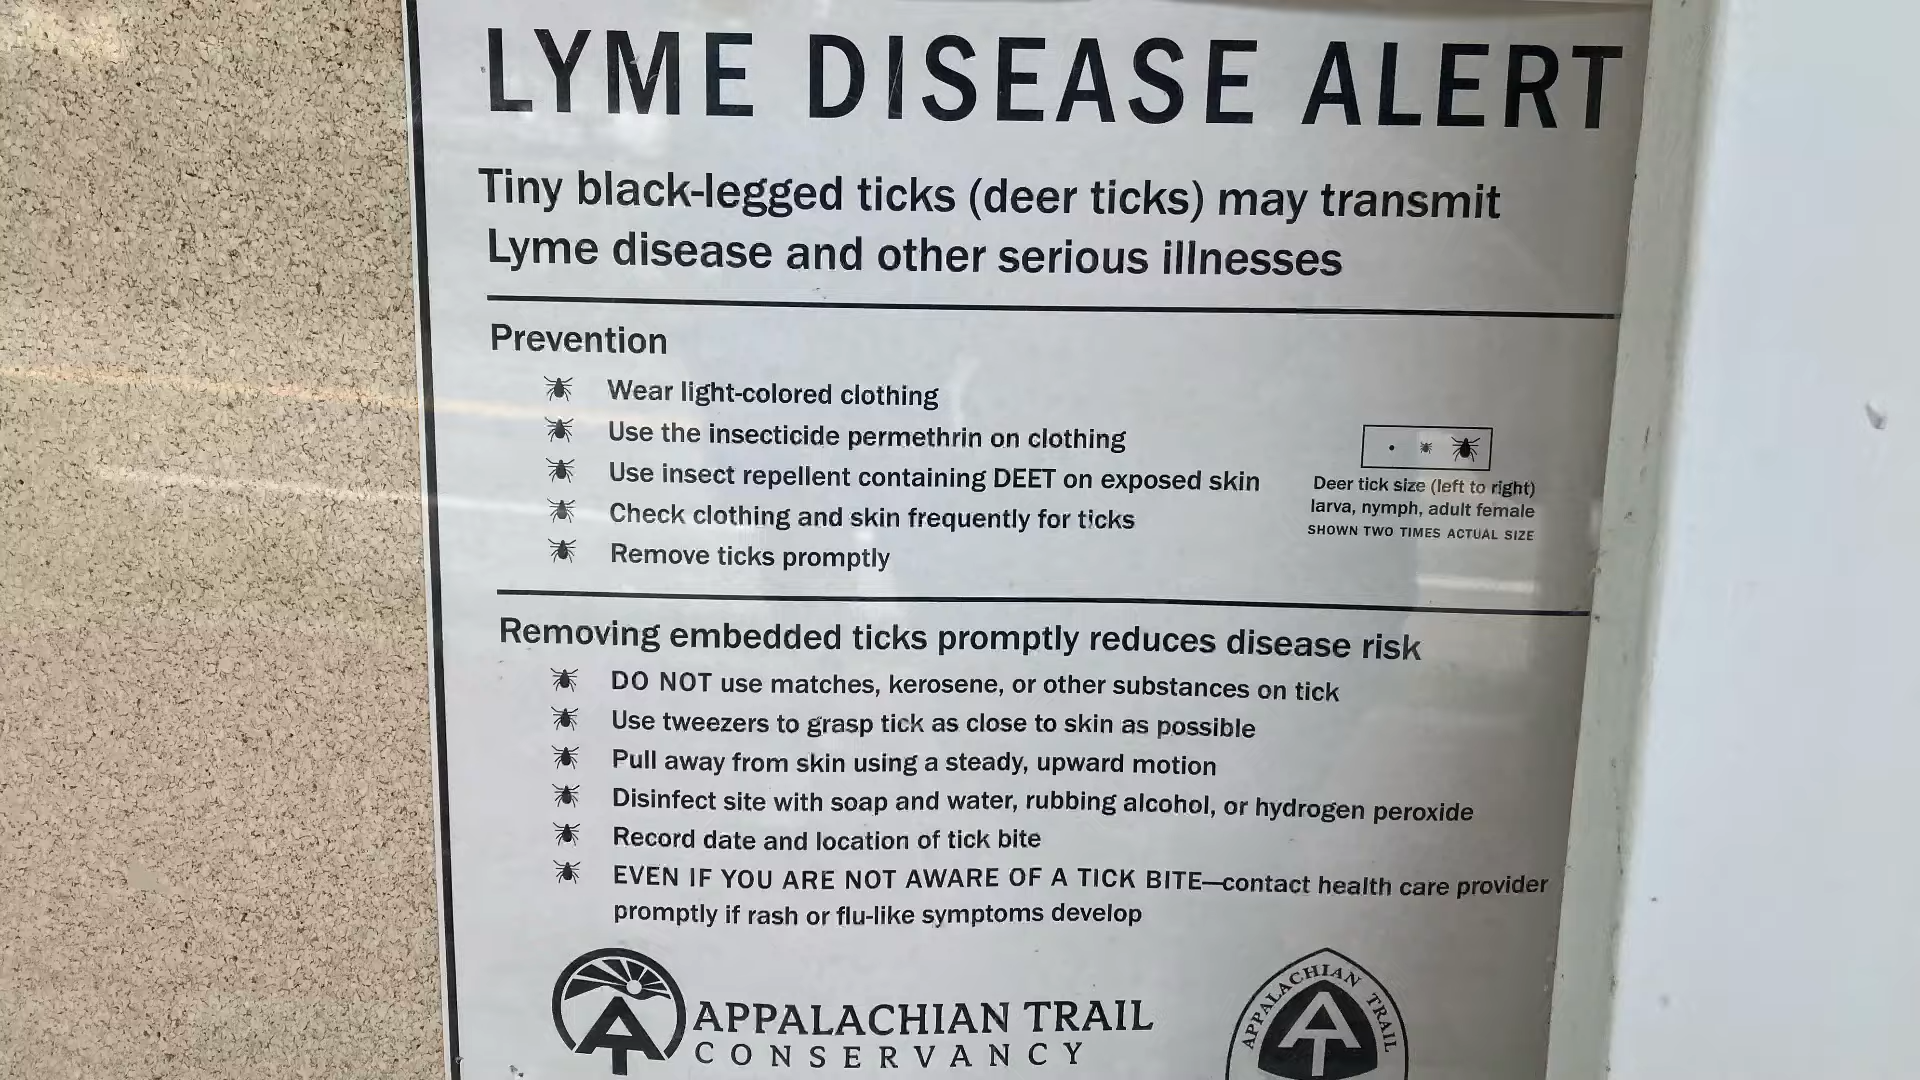 LYME DISEASE ALERT
Tiny black-legged ticks (deer ticks) may transmit
Lyme disease and other serious illnesses
Prevention
Wear light-colored clothing
Use the insecticide permethrin on clothing
Use insect repellent containing DEET on exposed skin
Check clothing and skin frequently for ticks
Remove ticks promptly
Deer tick size (left to right)
larva, nymph, adult female
SHOWN TWO TIMES ACTUAL SIZE
Removing embedded ticks promptly reduces disease risk
DO NOT use matches, kerosene, or other substances on tick
Use tweezers to grasp tick as close to skin as possible
Pull away from skin using a steady, upward motion
Disinfect site with soap and water, rubbing alcohol, or hydrogen peroxide
Record date and location of tick bite
EVEN IF YOU ARE NOT AWARE OF A TICK BITE—contact health care provider
promptly if rash or flu-like symptoms develop
APPALACHIAN TRAIL
CONSERVANCY
APPALACHIAN TRAIL